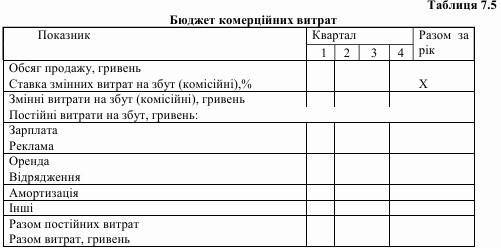 Таблиця 7.5
Бюджет комерційних витрат
Показник Квартал Разом за
1 2 3 4 рік
Обсяг продажу, гривень
Ставка змінних витрат на збут (комісійні),% X
Змінні витрати на збут (комісійні), гривень
Постійні витрати на збут, гривень:
Зарплата
Реклама
Оренда
Відрядження
Амортизація
Інші
Разом постійних витрат
Разом витрат, гривень